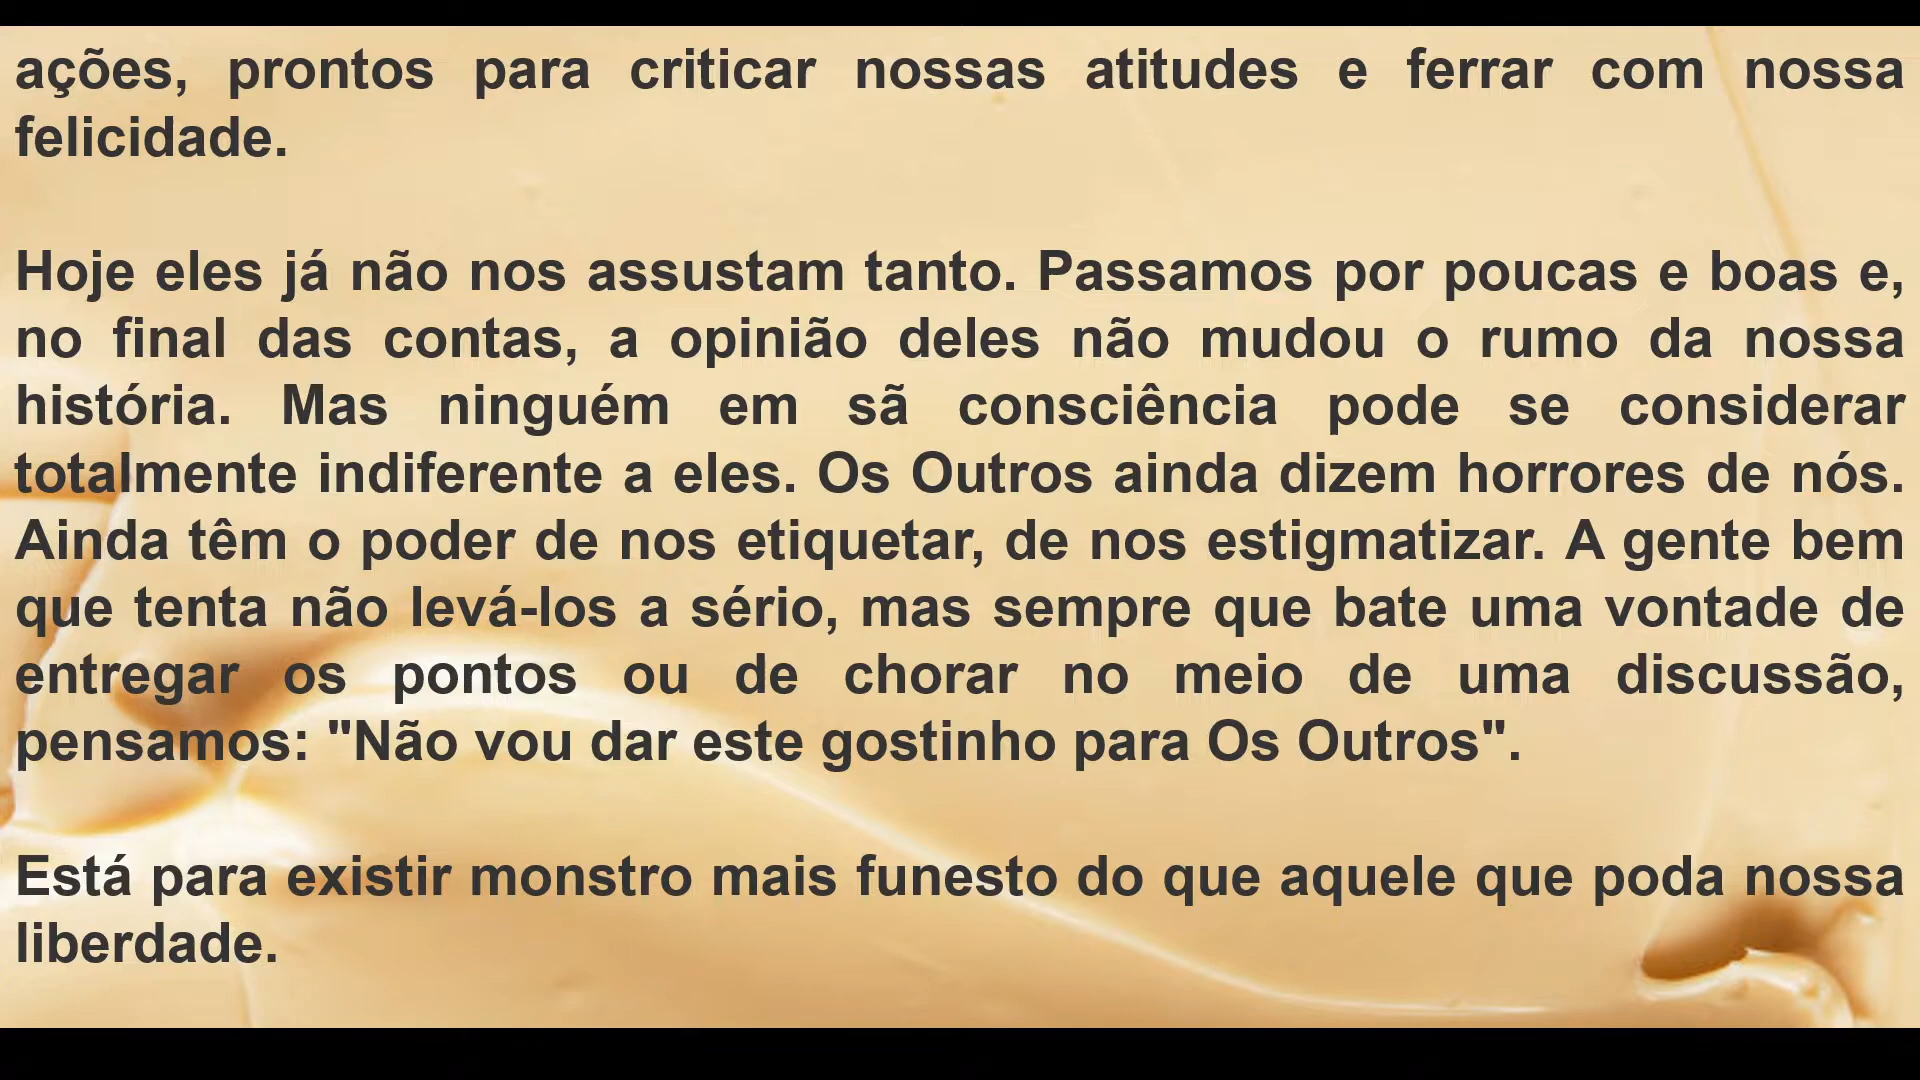 ações, prontos para criticar nossas atitudes e ferrar com nossa
felicidade.
Hoje eles já não nos assustam tanto. Passamos por poucas e boas e,
no final das contas, a opinião deles não mudou o rumo da nossa
história. Mas ninguém em sã consciência pode se considerar
totalmente indiferente a eles. Os Outros ainda dizem horrores de nós.
Ainda têm o poder de nos etiquetar, de nos estigmatizar. A gente bem
que tenta não levá-los a sério, mas sempre que bate uma vontade de
entregar os pontos ou de chorar no meio de uma discussão,
pensamos: "Não vou dar este gostinho para Os Outros".
Está para existir monstro mais funesto do que aquele que poda nossa
liberdade.